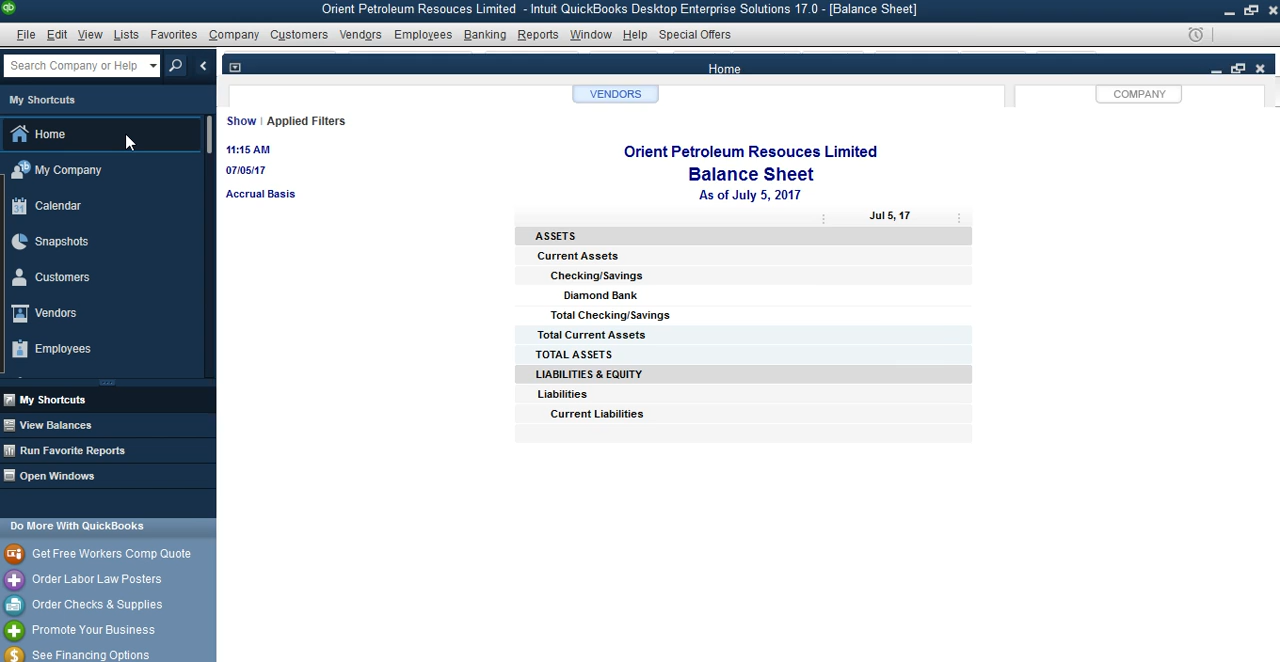 qb
Orient Petroleum Resouces Limited - Intuit QuickBooks Desktop Enterprise Solutions 17.0 - [Balance Sheet]
File Edit View Lists Favorites Company Customers Vendors Employees Banking Reports Window Help Special Offers
Search Company or Help
Home
VENDORS
COMPANY
My Shortcuts
Home
My Company
Calendar
Snapshots
Customers
Vendors
Employees
My Shortcuts
View Balances
Run Favorite Reports
Open Windows
Do More With QuickBooks
Get Free Workers Comp Quote
Order Labor Law Posters
Order Checks & Supplies
Promote Your Business
See Financing Options
Show | Applied Filters
11:15 AM
07/05/17
Accrual Basis
Orient Petroleum Resouces Limited
Balance Sheet
As of July 5, 2017
Jul 5, 17
ASSETS
Current Assets
Checking/Savings
Diamond Bank
Total Checking/Savings
Total Current Assets
TOTAL ASSETS
LIABILITIES & EQUITY
Liabilities
Current Liabilities